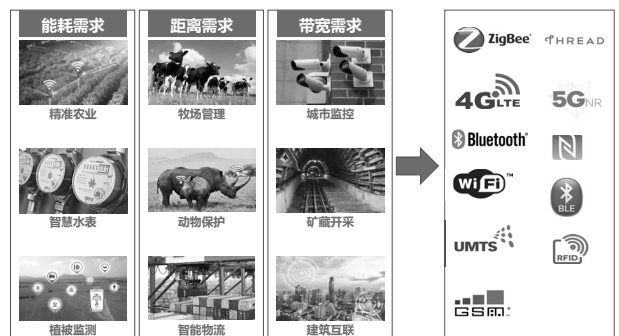 能耗需求
精准农业
智慧水表
植被监测
距离需求
牧场管理
动物保护
智能物流
带宽需求
城市监控
矿藏开采
建筑互联
ZigBee®
THREAD
4G LTE
5G NR
Bluetooth®
N
Wi Fi™
BLE
UMTS
RFID
GSM